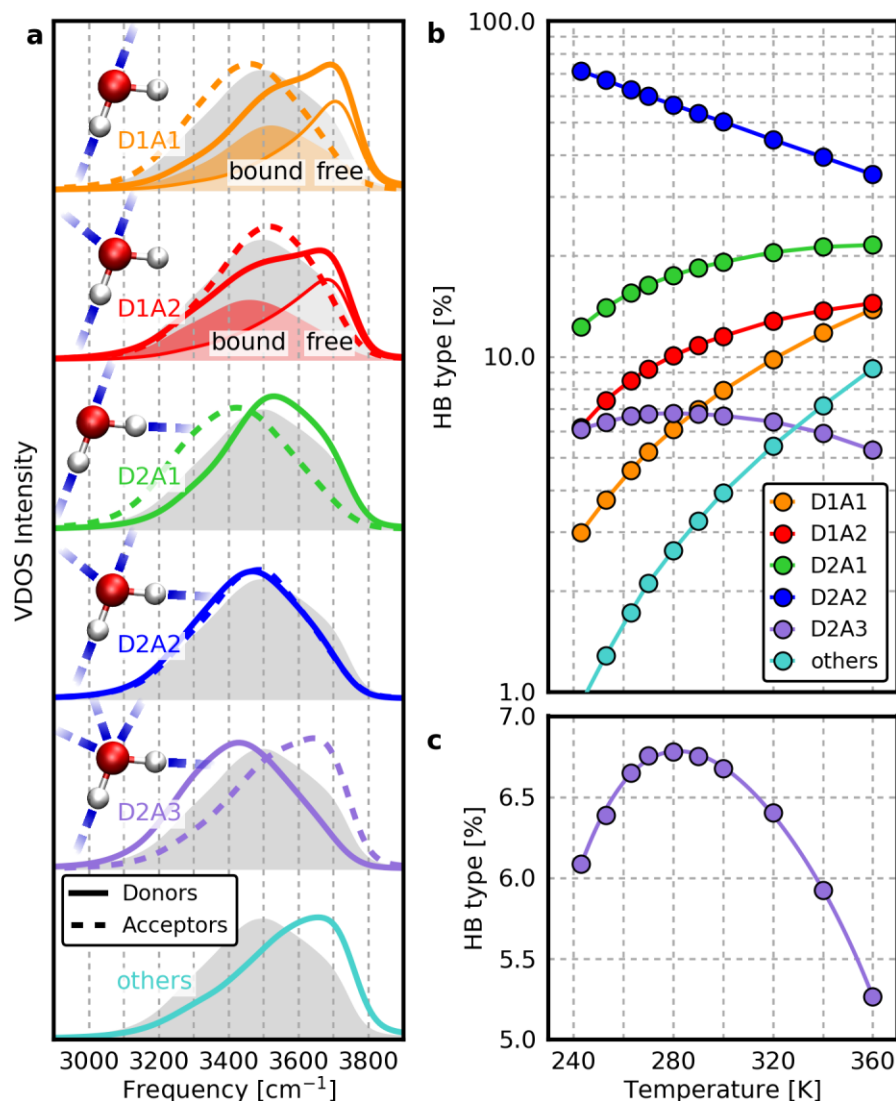 a
D1A1
bound free
D1A2
bound free
D2A1
D2A2
D2A3
Donors
Acceptors
others
VDOS Intensity
3000 3200 3400 3600 3800
Frequency [cm⁻¹]
b
100.0
10.0
1.0
HB type [%]
D1A1
D1A2
D2A1
D2A2
D2A3
others
c
7.0
6.5
6.0
5.5
5.0
HB type [%]
240 280 320 360
Temperature [K]